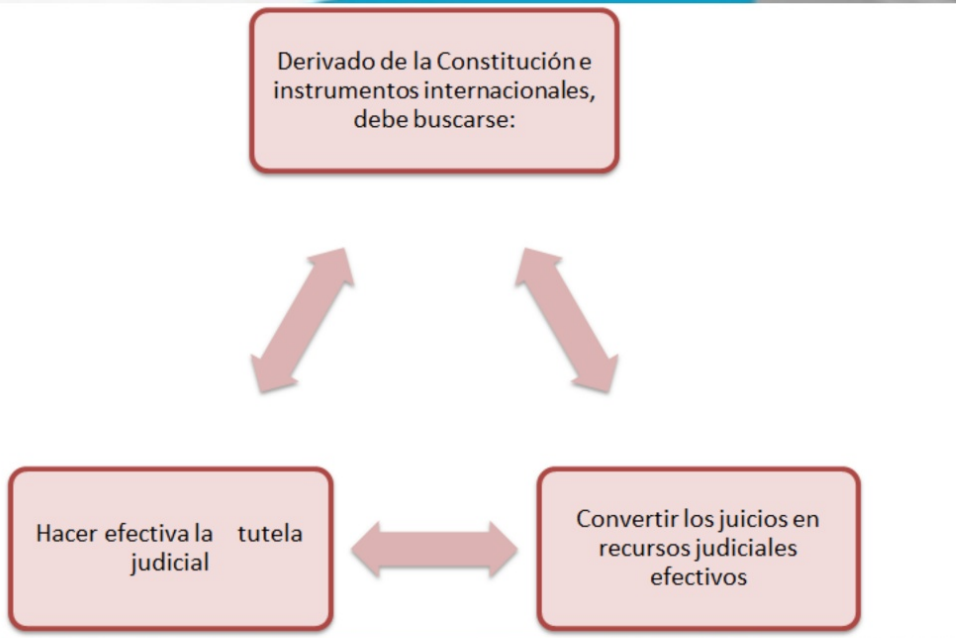 Derivado de la Constitución e
instrumentos internacionales,
debe buscarse:
Hacer efectiva la tutela
judicial
Convertir los juicios en
recursos judiciales
efectivos